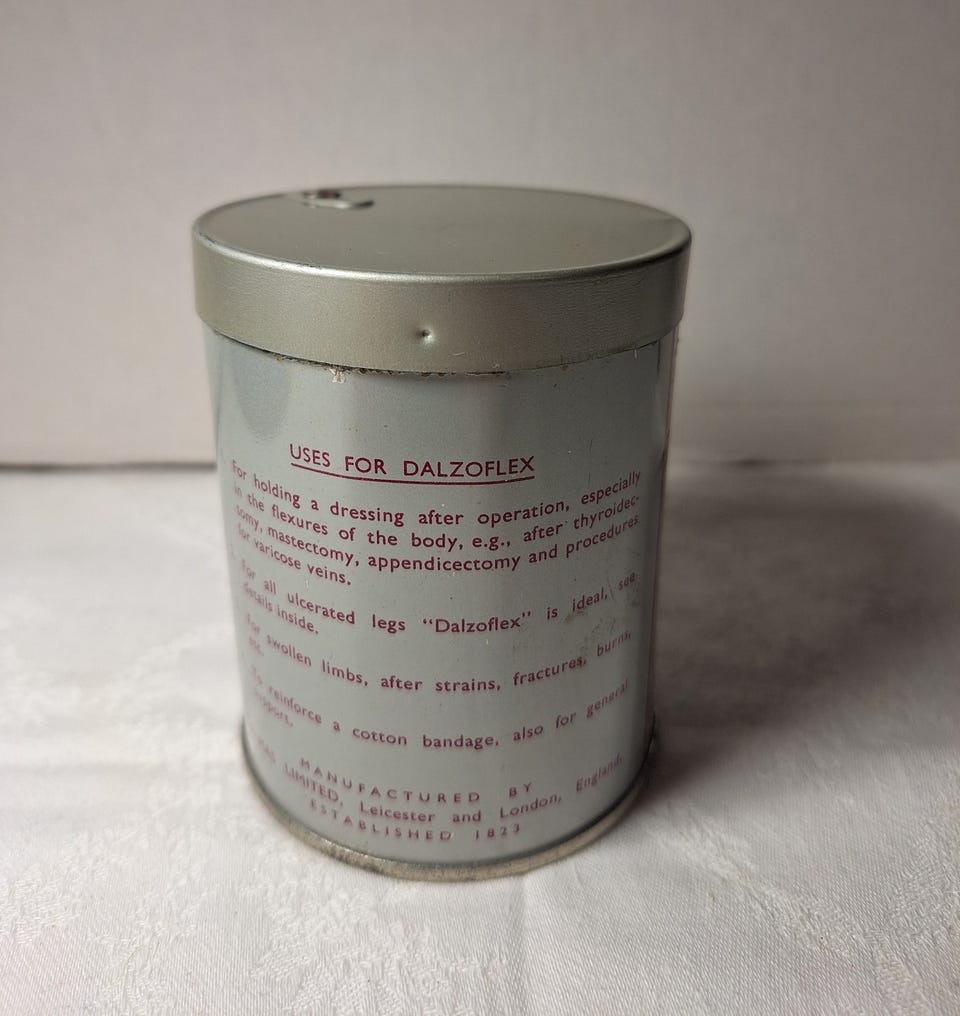 USES FOR DALZOFLEX
For holding a dressing after operation, especially
in the flexures of the body, e.g., after thyroidec-
tomy, mastectomy, appendicectomy and procedures
for varicose veins.
For all ulcerated legs “Dalzoflex” is ideal, see
details inside.
For swollen limbs, after strains, fractures, burns,
etc.
To reinforce a cotton bandage, also for general
support.
MANUFACTURED BY
LIMITED, Leicester and London, England.
ESTABLISHED 1823